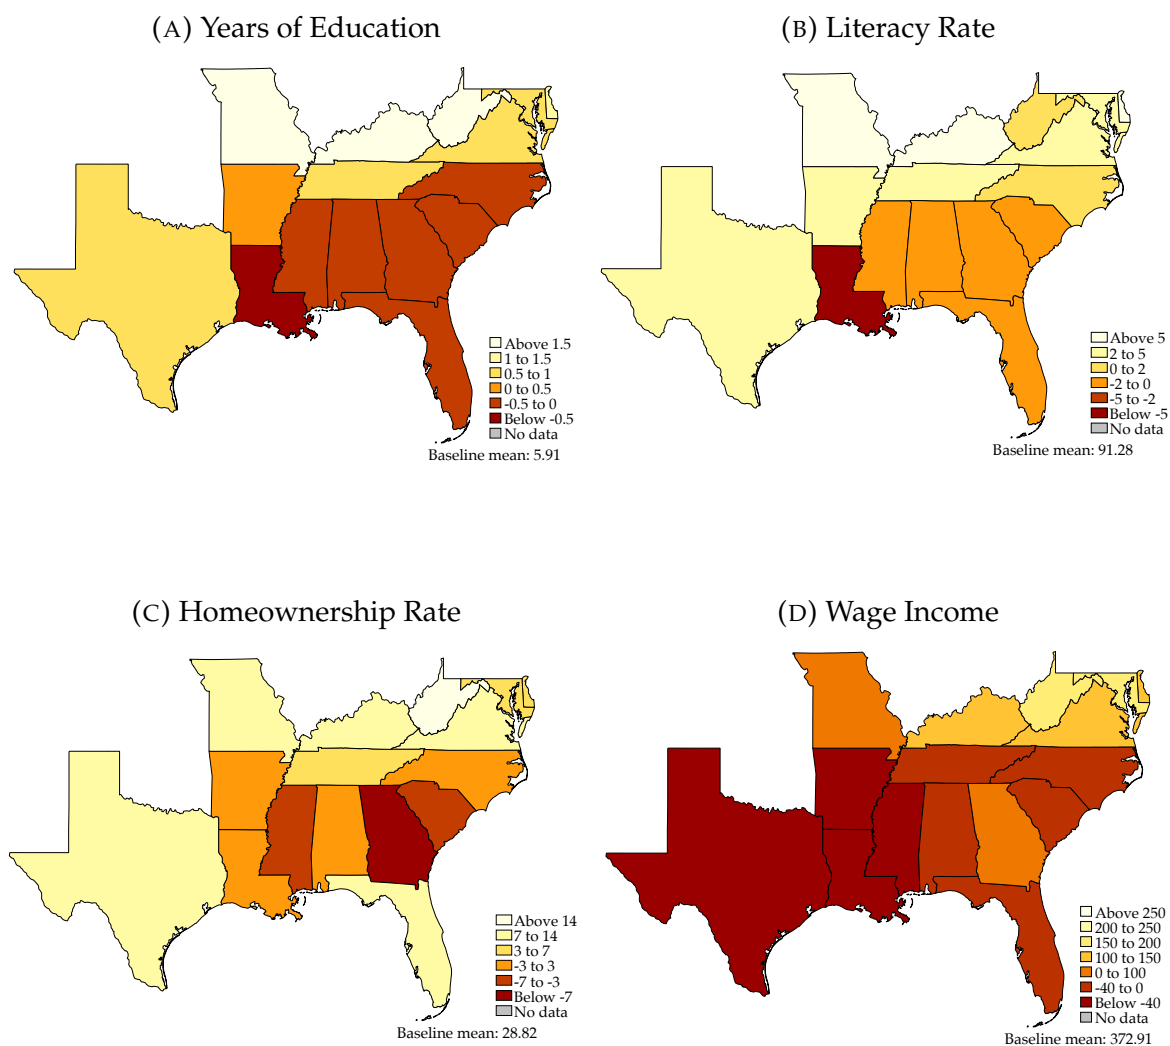 (A) Years of Education
Above 1.5
1 to 1.5
0.5 to 1
0 to 0.5
-0.5 to 0
Below -0.5
No data
Baseline mean: 5.91
(B) Literacy Rate
Above 5
2 to 5
0 to 2
-2 to 0
-5 to -2
Below -5
No data
Baseline mean: 91.28
(C) Homeownership Rate
Above 14
7 to 14
3 to 7
-3 to 3
-7 to -3
Below -7
No data
Baseline mean: 28.82
(D) Wage Income
Above 250
200 to 250
150 to 200
100 to 150
0 to 100
-40 to 0
Below -40
No data
Baseline mean: 372.91